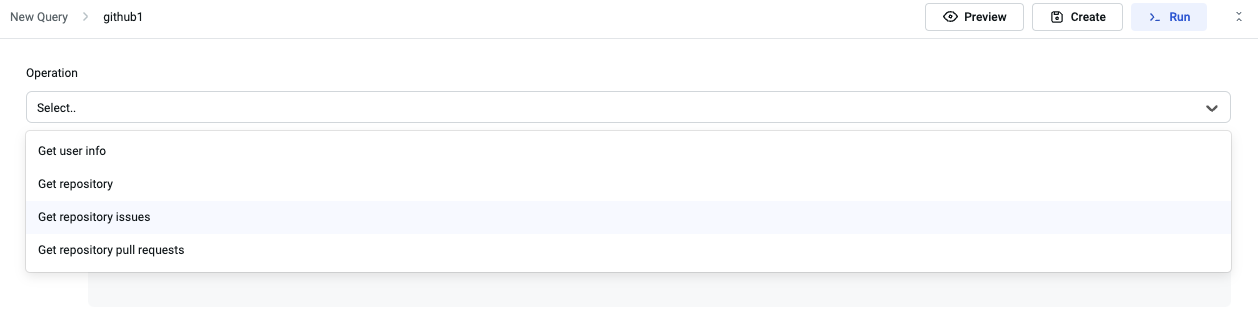 New Query > github1 Preview Create Run
Operation
Select..
Get user info
Get repository
Get repository issues
Get repository pull requests